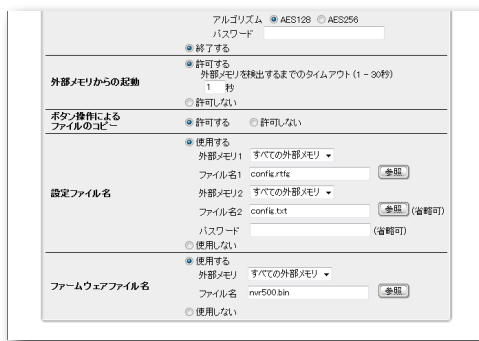 アルゴリズム AES128 AES256
パスワード
終了する
外部メモリからの起動
許可する
外部メモリを検出するまでのタイムアウト(1 - 30秒)
1 秒
許可しない
ボタン操作による
ファイルのコピー
許可する 許可しない
設定ファイル名
使用する
外部メモリ1 すべての外部メモリ
ファイル名1 config.rtfg 参照
外部メモリ2 すべての外部メモリ
ファイル名2 config.txt 参照 (省略可)
パスワード (省略可)
使用しない
ファームウェアファイル名
使用する
外部メモリ すべての外部メモリ
ファイル名 nvr500.bin 参照
使用しない